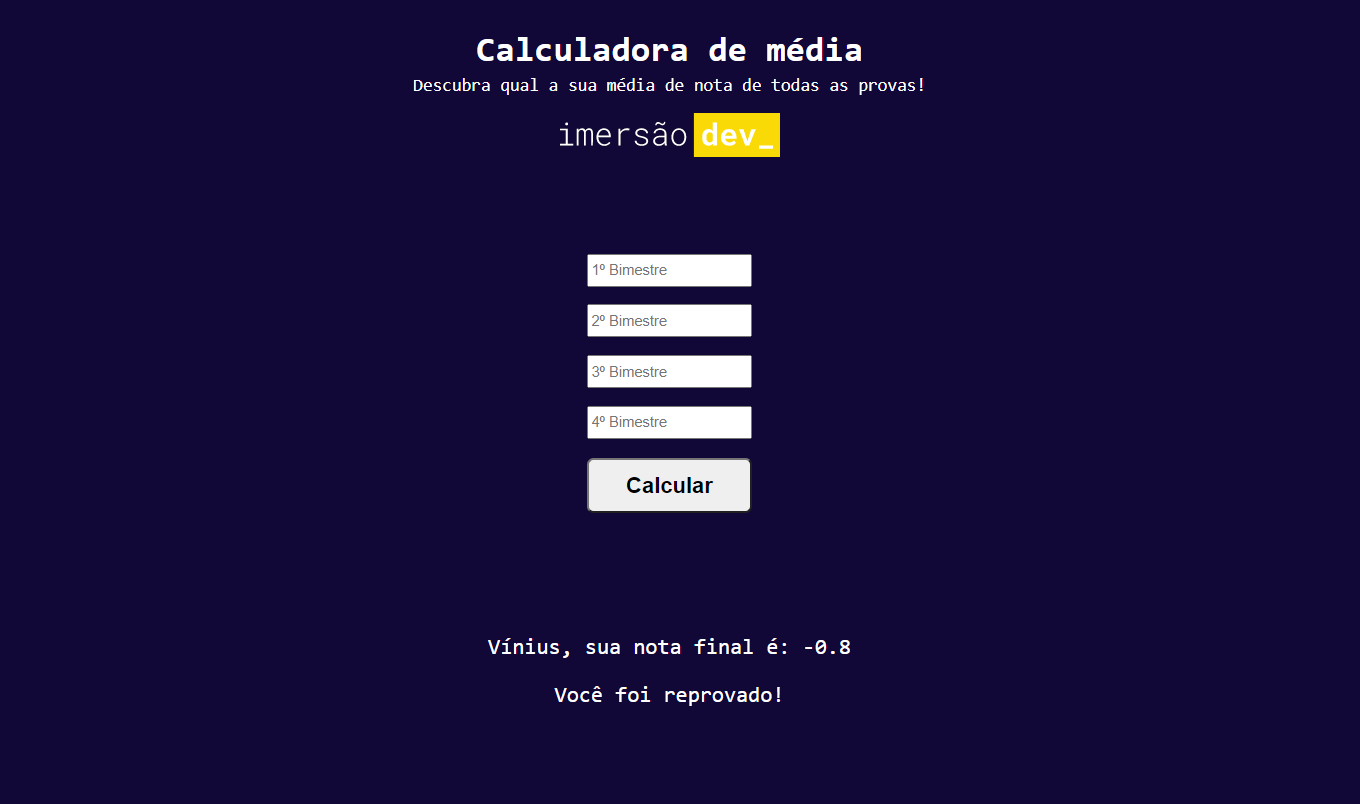 Calculadora de média
Descubra qual a sua média de nota de todas as provas!
imersão dev_
1º Bimestre
2º Bimestre
3º Bimestre
4º Bimestre
Calcular
Vínius, sua nota final é: -0.8
Você foi reprovado!